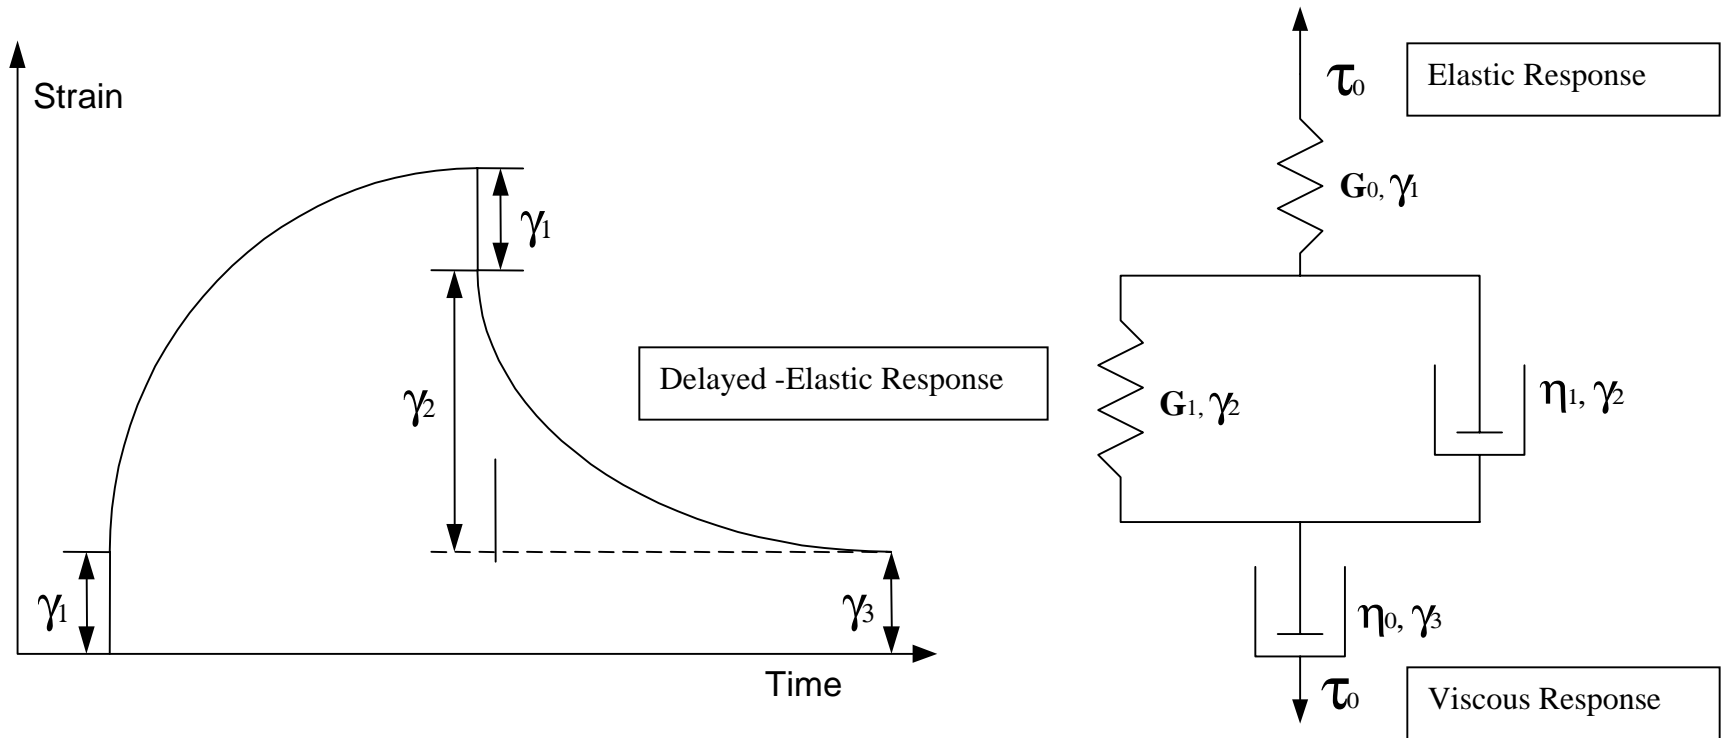 Strain
γ1
γ2
γ1
γ3
Time
Delayed -Elastic Response
τ0
Elastic Response
G0, γ1
G1, γ2
η1, γ2
η0, γ3
τ0
Viscous Response